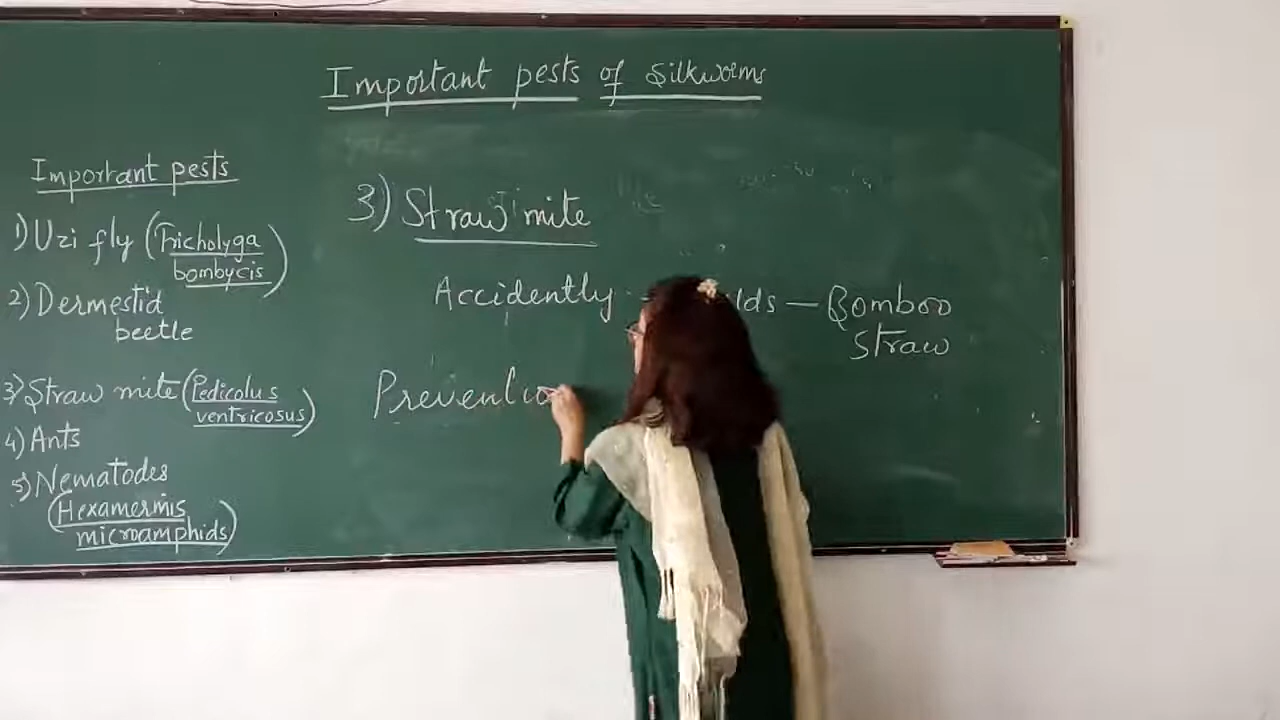 Important pests of Silkworms
Important pests
1) Uzi fly (Tricholyga
bombycis)
2) Dermestid
beetle
3) Straw mite (Pedicolus
ventricosus)
4) Ants
5) Nematodes
(Hexamermis
microamphids)
3) Straw mite
Accidently — Bomboo
Straw
Preventio